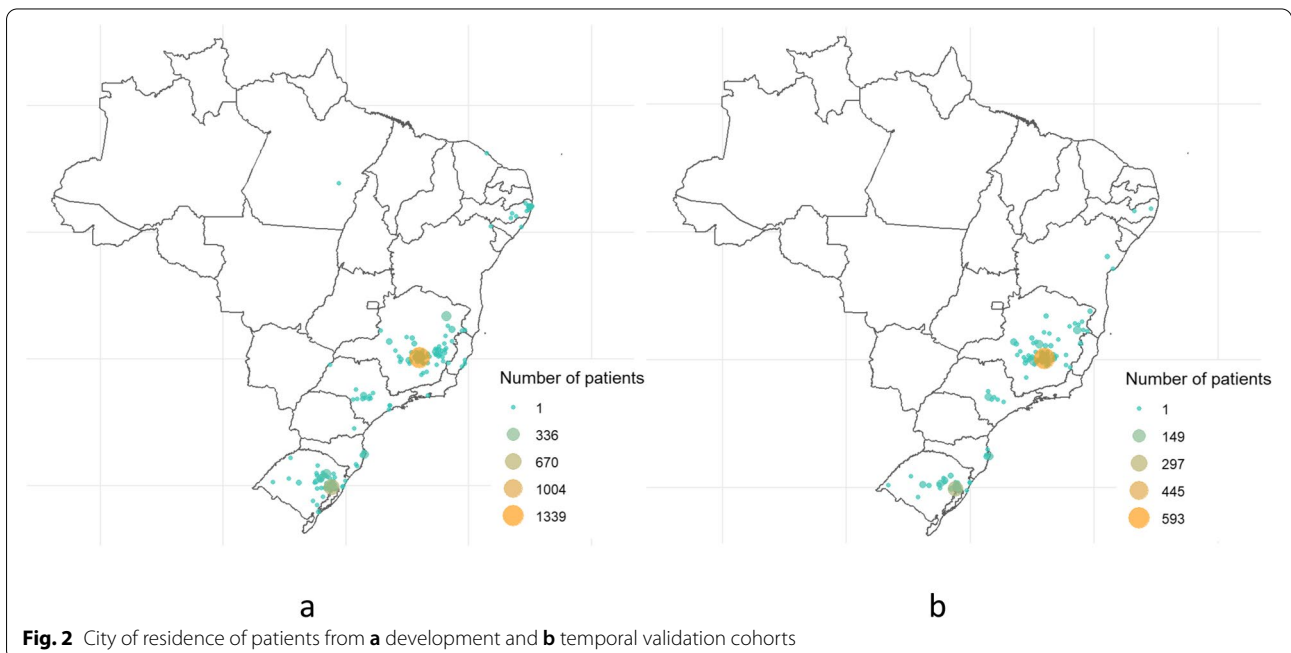 Number of patients
1
336
670
1004
1339
Number of patients
1
149
297
445
593
a
b
Fig. 2 City of residence of patients from a development and b temporal validation cohorts